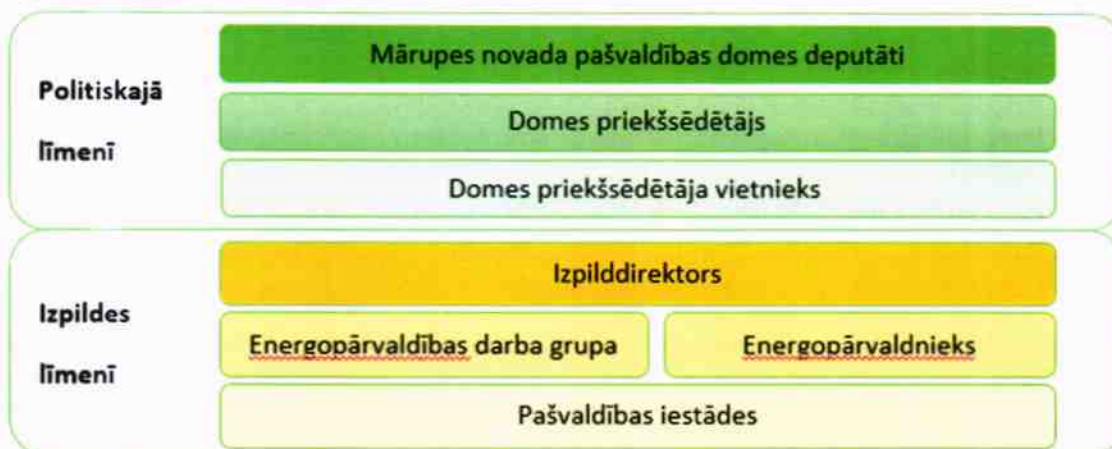 Politiskajā
līmenī
Mārupes novada pašvaldības domes deputāti
Domes priekšsēdētājs
Domes priekšsēdētāja vietnieks
Izpildes
līmenī
Izpilddirektors
Energopārvaldības darba grupa
Energopārvaldnieks
Pašvaldības iestādes